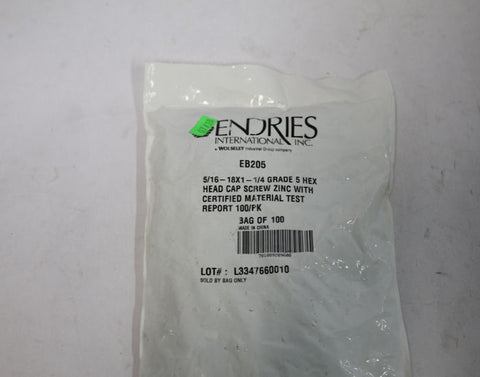 ENDRIES
INTERNATIONAL INC.
a WOLSELEY Industrial Group company
EB205
5/16-18X1-1/4 GRADE 5 HEX
HEAD CAP SCREW ZINC WITH
CERTIFIED MATERIAL TEST
REPORT 100/PK
BAG OF 100
MADE IN CHINA
LOT#: L3347660010
SOLD BY BAG ONLY